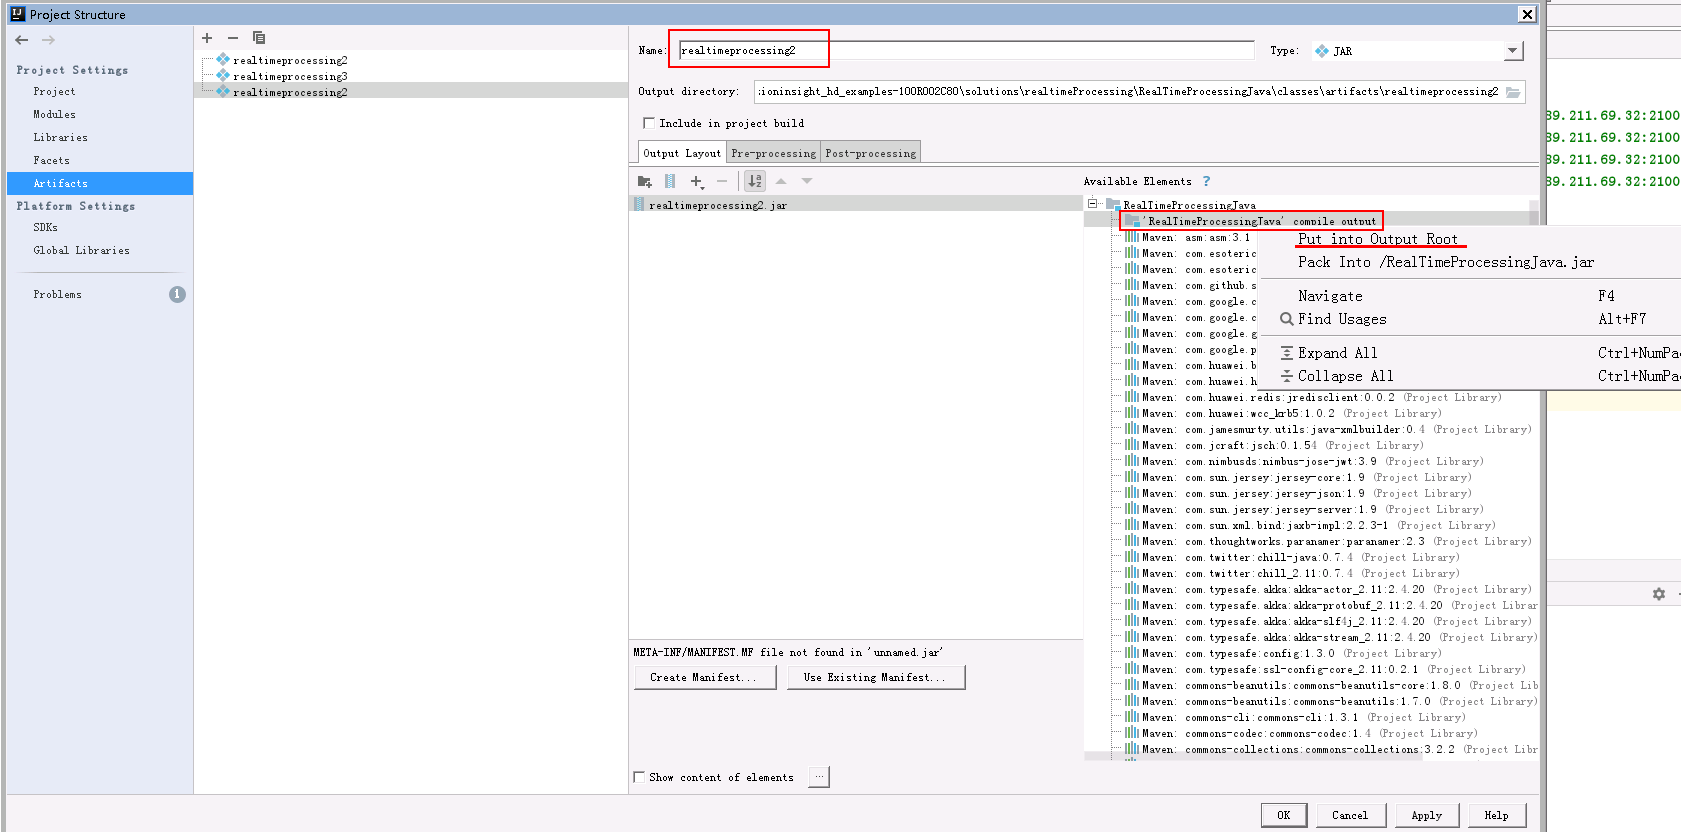 Project Structure
Project Settings
Project
Modules
Libraries
Facets
Artifacts
Platform Settings
SDKs
Global Libraries
Problems
1
realtimeprocessing2
realtimeprocessing3
realtimeprocessing2
Name: realtimeprocessing2
Type: JAR
Output directory: :ioninsight_hd_examples-100R002C80\solutions\realtimeProcessing\RealTimeProcessingJava\classes\artifacts\realtimeprocessing2
Include in project build
Output Layout Pre-processing Post-processing
Available Elements ?
realtimeprocessing2.jar
RealTimeProcessingJava
'RealTimeProcessingJava' compile output
Maven: asm:asm:3.1
Maven: com.esoteric
Maven: com.esoteric
Maven: com.github.s
Maven: com.google.c
Maven: com.google.c
Maven: com.google.g
Maven: com.google.p
Maven: com.huawei.b
Maven: com.huawei.h
Maven: com.huawei.redis:jredisclient:0.0.2 (Project Library)
Maven: com.huawei:wcc_krb5:1.0.2 (Project Library)
Maven: com.jamesmurty.utils:java-xmlbuilder:0.4 (Project Library)
Maven: com.jcraft:jsch:0.1.54 (Project Library)
Maven: com.nimbusds:nimbus-jose-jwt:3.9 (Project Library)
Maven: com.sun.jersey:jersey-core:1.9 (Project Library)
Maven: com.sun.jersey:jersey-json:1.9 (Project Library)
Maven: com.sun.jersey:jersey-server:1.9 (Project Library)
Maven: com.sun.xml.bind:jaxb-impl:2.2.3-1 (Project Library)
Maven: com.thoughtworks.paranamer:paranamer:2.3 (Project Library)
Maven: com.twitter:chill-java:0.7.4 (Project Library)
Maven: com.twitter:chill_2.11:0.7.4 (Project Library)
Maven: com.typesafe.akka:akka-actor_2.11:2.4.20 (Project Library)
Maven: com.typesafe.akka:akka-protobuf_2.11:2.4.20 (Project Librar
Maven: com.typesafe.akka:akka-slf4j_2.11:2.4.20 (Project Library)
Maven: com.typesafe.akka:akka-stream_2.11:2.4.20 (Project Library)
Maven: com.typesafe:config:1.3.0 (Project Library)
Maven: com.typesafe:ssl-config-core_2.11:0.2.1 (Project Library)
Maven: commons-beanutils:commons-beanutils-core:1.8.0 (Project Lib
Maven: commons-beanutils:commons-beanutils:1.7.0 (Project Library)
Maven: commons-cli:commons-cli:1.3.1 (Project Library)
Maven: commons-codec:commons-codec:1.4 (Project Library)
Maven: commons-collections:commons-collections:3.2.2 (Project Libr
Put into Output Root
Pack Into /RealTimeProcessingJava.jar
Navigate F4
Find Usages Alt+F7
Expand All Ctrl+NumPa
Collapse All Ctrl+NumPa
39.211.69.32:2100
39.211.69.32:2100
39.211.69.32:2100
39.211.69.32:2100
META-INF/MANIFEST.MF file not found in 'unnamed.jar'
Create Manifest... Use Existing Manifest...
Show content of elements ...
OK Cancel Apply Help